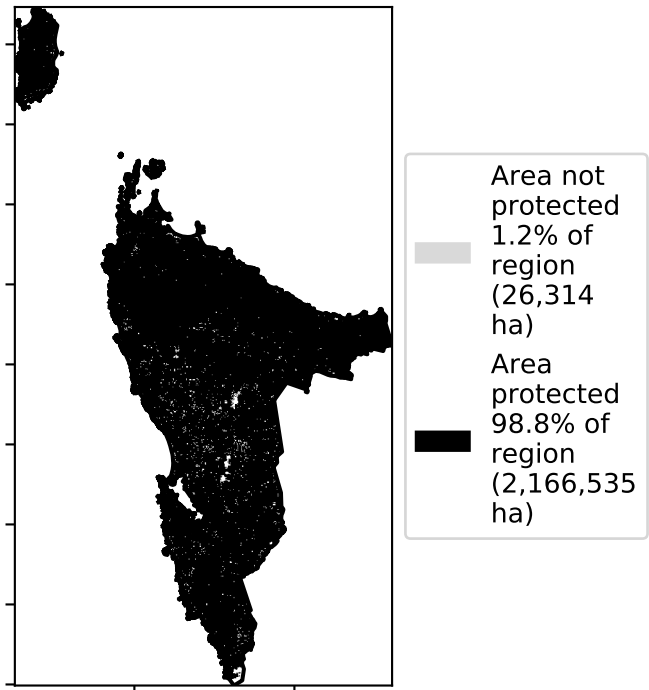 Area not
protected
1.2% of
region
(26,314
ha)
Area
protected
98.8% of
region
(2,166,535
ha)